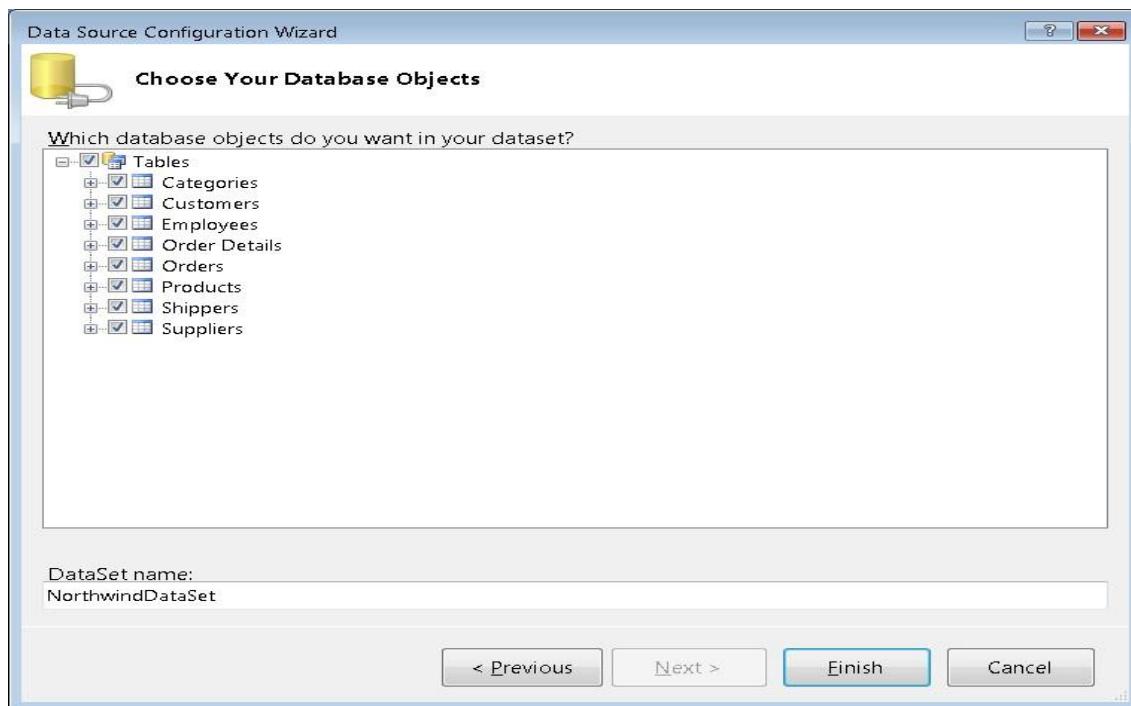 Data Source Configuration Wizard
Choose Your Database Objects
Which database objects do you want in your dataset?
Tables
Categories
Customers
Employees
Order Details
Orders
Products
Shippers
Suppliers
DataSet name:
NorthwindDataSet
< Previous
Next >
Finish
Cancel